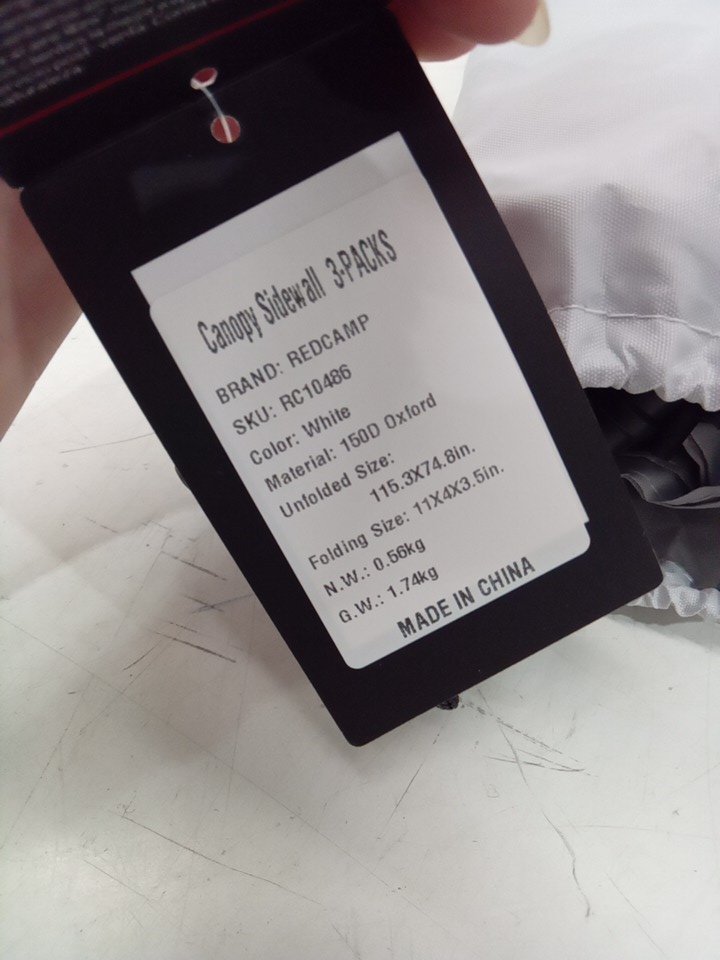 Canopy Sidewall 3-PACKS
BRAND: REDCAMP
SKU: RC10486
Color: White
Material: 150D Oxford
Unfolded Size:
115.3X74.8in.
Folding Size: 11X4X3.5in.
N.W.: 0.56kg
G.W.: 1.74kg
MADE IN CHINA